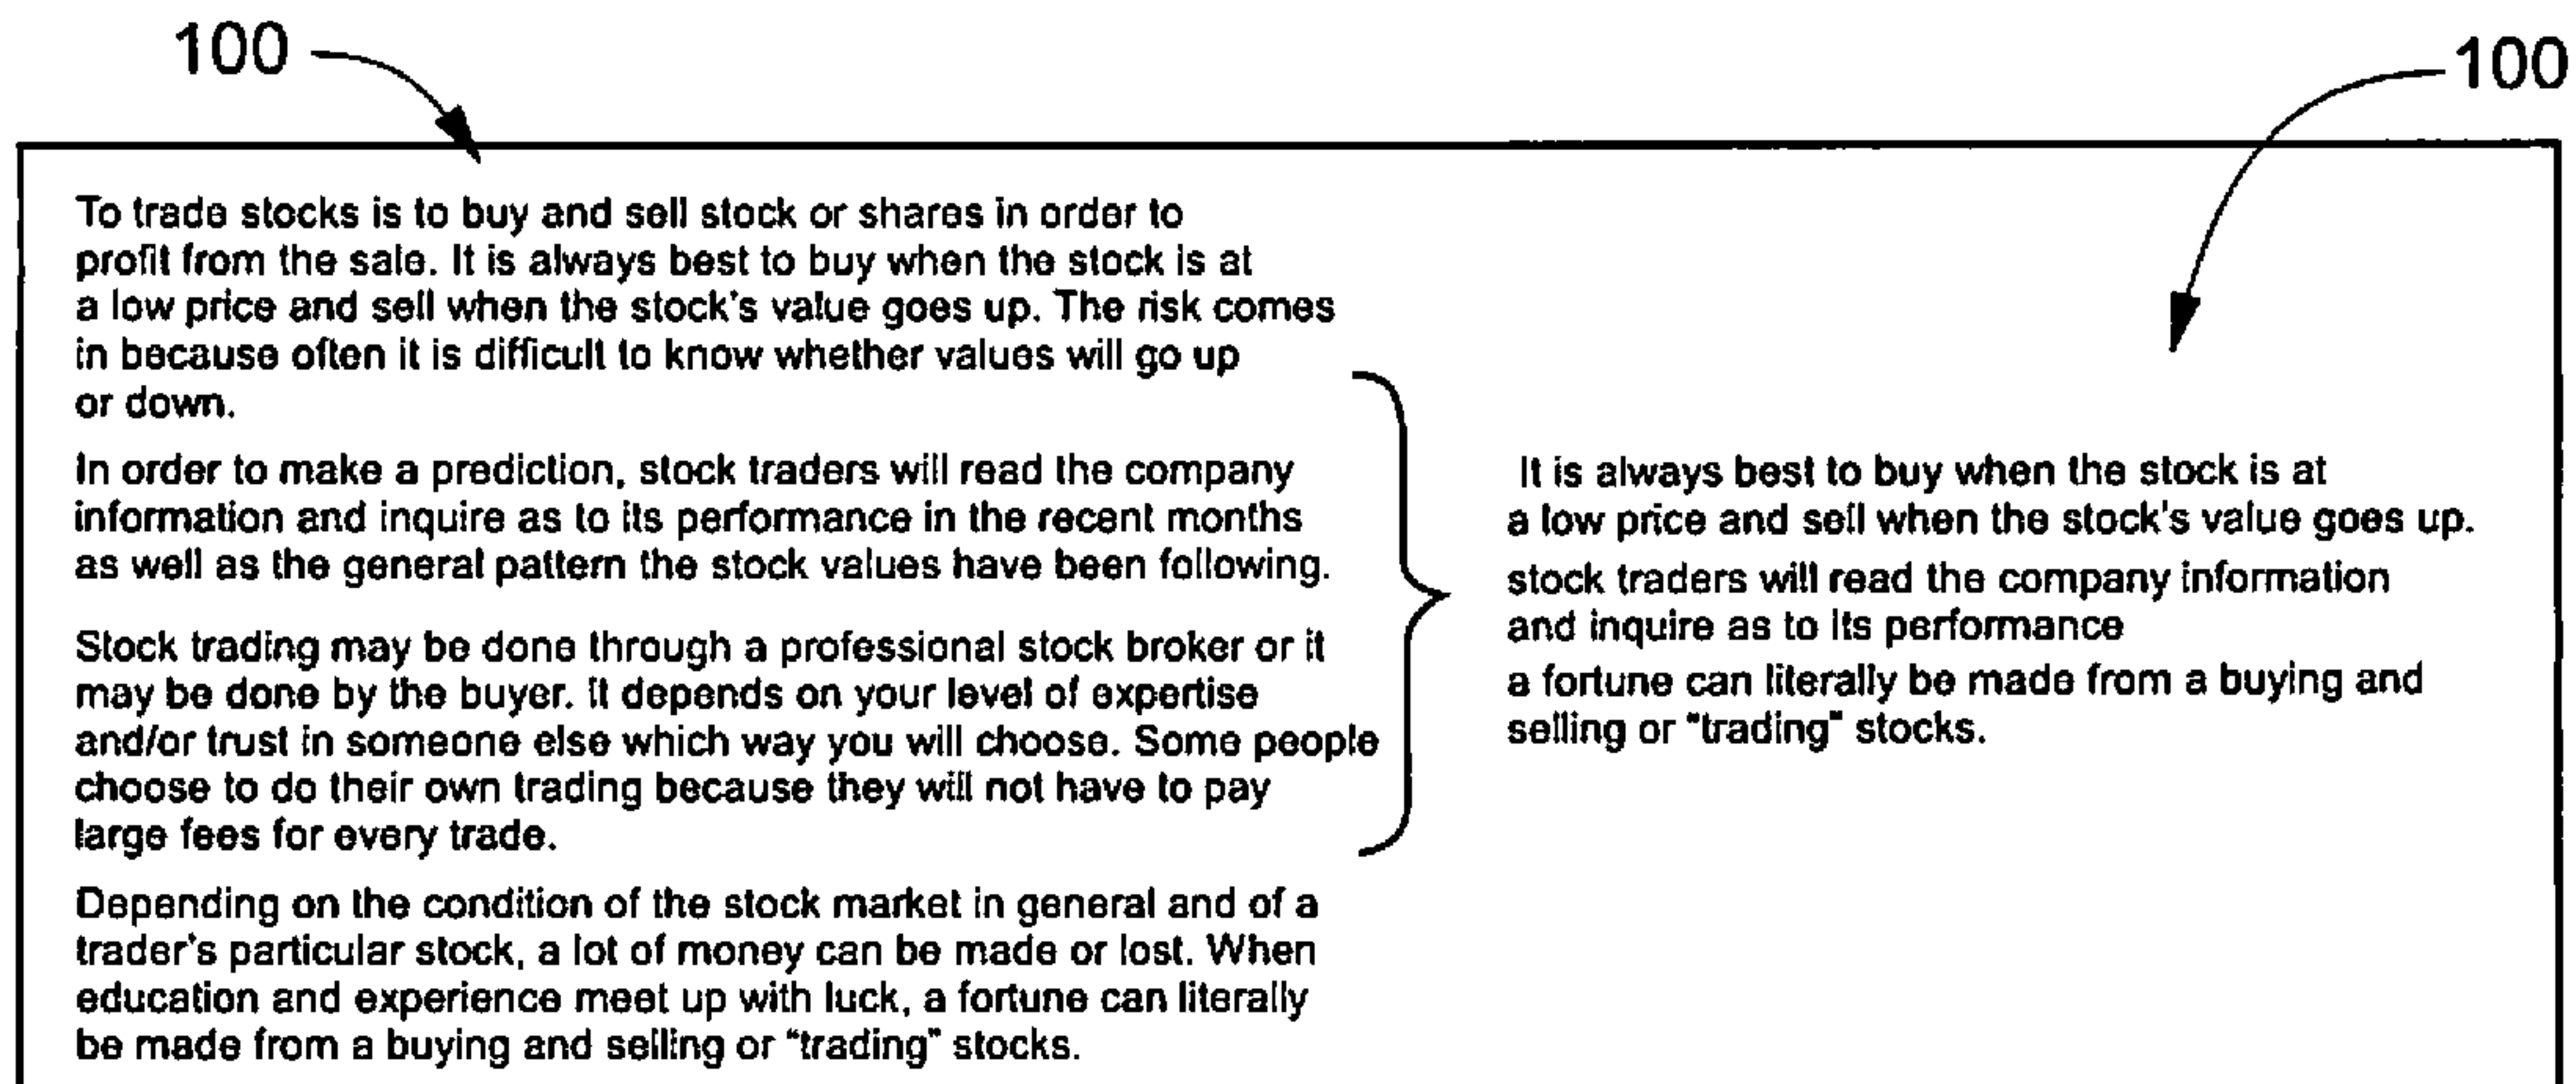 100
100
To trade stocks is to buy and sell stock or shares in order to
profit from the sale. It is always best to buy when the stock is at
a low price and sell when the stock's value goes up. The risk comes
in because often it is difficult to know whether values will go up
or down.
In order to make a prediction, stock traders will read the company
information and inquire as to its performance in the recent months
as well as the general pattern the stock values have been following.
Stock trading may be done through a professional stock broker or it
may be done by the buyer. It depends on your level of expertise
and/or trust in someone else which way you will choose. Some people
choose to do their own trading because they will not have to pay
large fees for every trade.
Depending on the condition of the stock market in general and of a
trader's particular stock, a lot of money can be made or lost. When
education and experience meet up with luck, a fortune can literally
be made from a buying and selling or "trading" stocks.
It is always best to buy when the stock is at
a low price and sell when the stock's value goes up.
stock traders will read the company information
and inquire as to its performance
a fortune can literally be made from a buying and
selling or "trading" stocks.